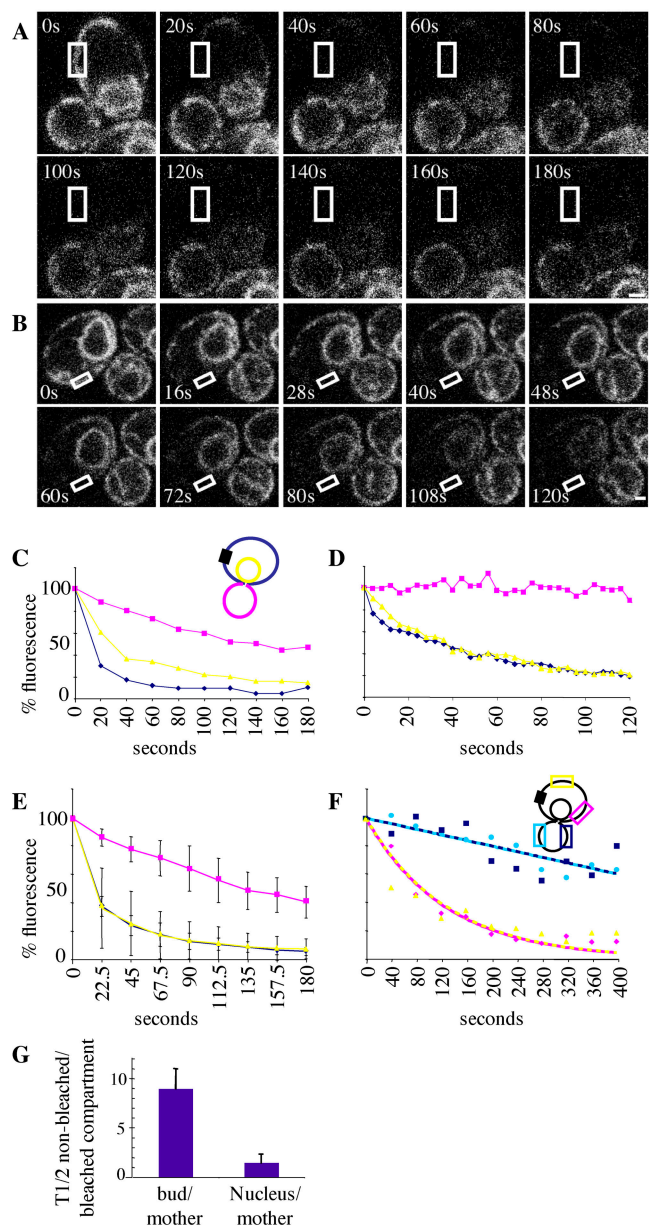 A
0s 20s 40s 60s 80s
100s 120s 140s 160s 180s
B
0s 16s 28s 40s 48s
60s 72s 80s 108s 120s
C
% fluorescence
100
50
0
0 20 40 60 80 100 120 140 160 180
seconds
D
0 20 40 60 80 100 120
seconds
E
% fluorescence
100
50
0
0 22.5 45 67.5 90 112.5 135 157.5 180
seconds
F
0 40 80 120 160 200 240 280 320 360 400
seconds
G
T1/2 non-bleached/
bleached compartment
10
5
0
bud/
mother
Nucleus/
mother